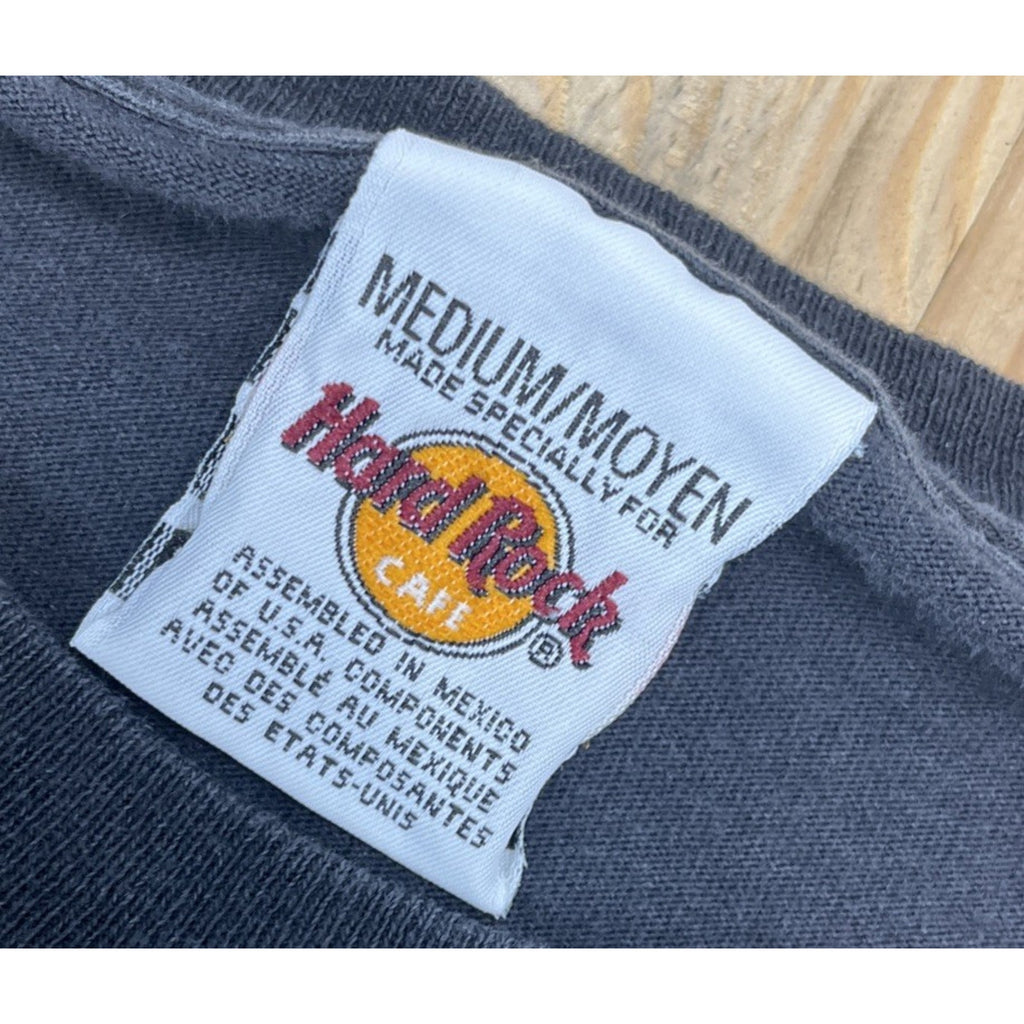 MEDIUM/MOYEN
MADE SPECIALLY FOR
Hard Rock
CAFE
®
ASSEMBLED IN MEXICO
OF U.S.A. COMPONENTS
ASSEMBLÉ AU MEXIQUE
AVEC DES COMPOSANTES
DES ETATS-UNIS